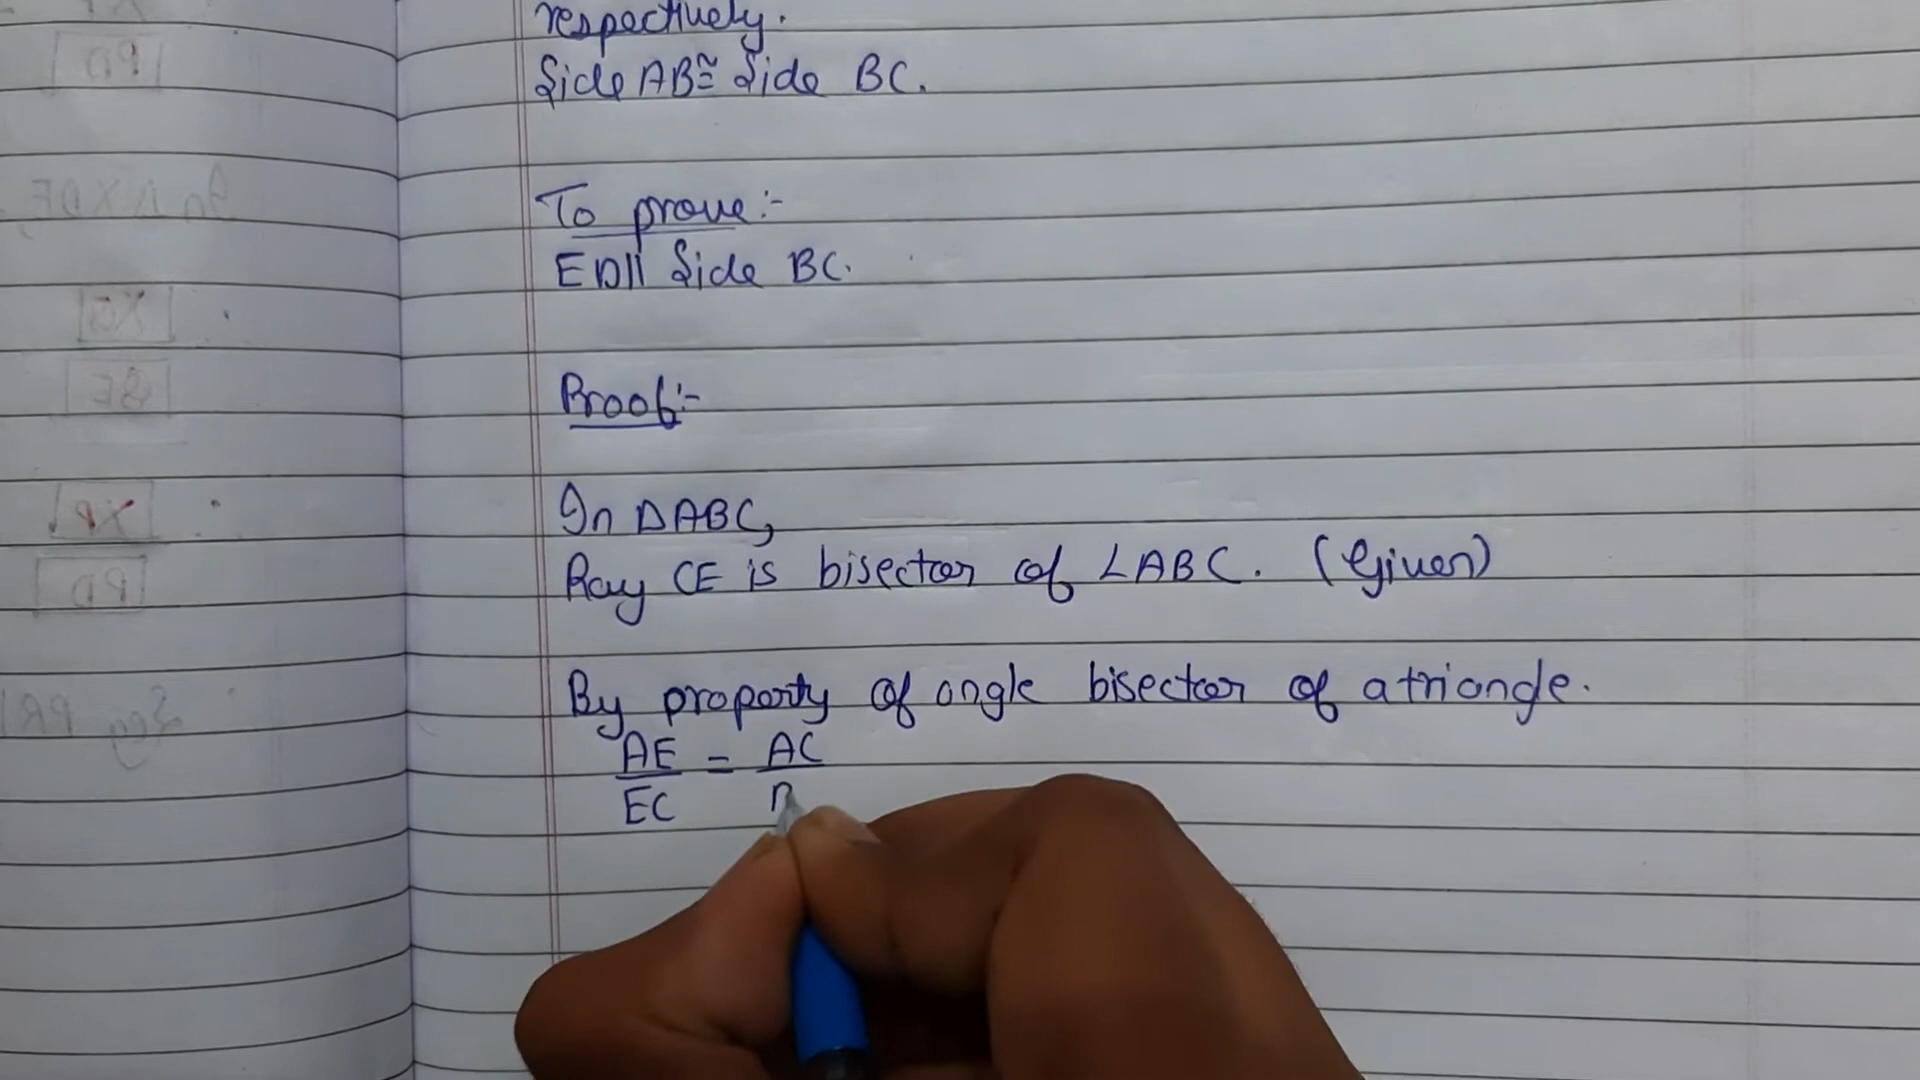 respectively.
Side AB ≅ Side BC.
To prove:-
ED || Side BC.
Proof:-
In ΔABC,
Ray CE is bisector of ∠ABC. (Given)
By property of angle bisector of a triangle.
AE = AC
EC